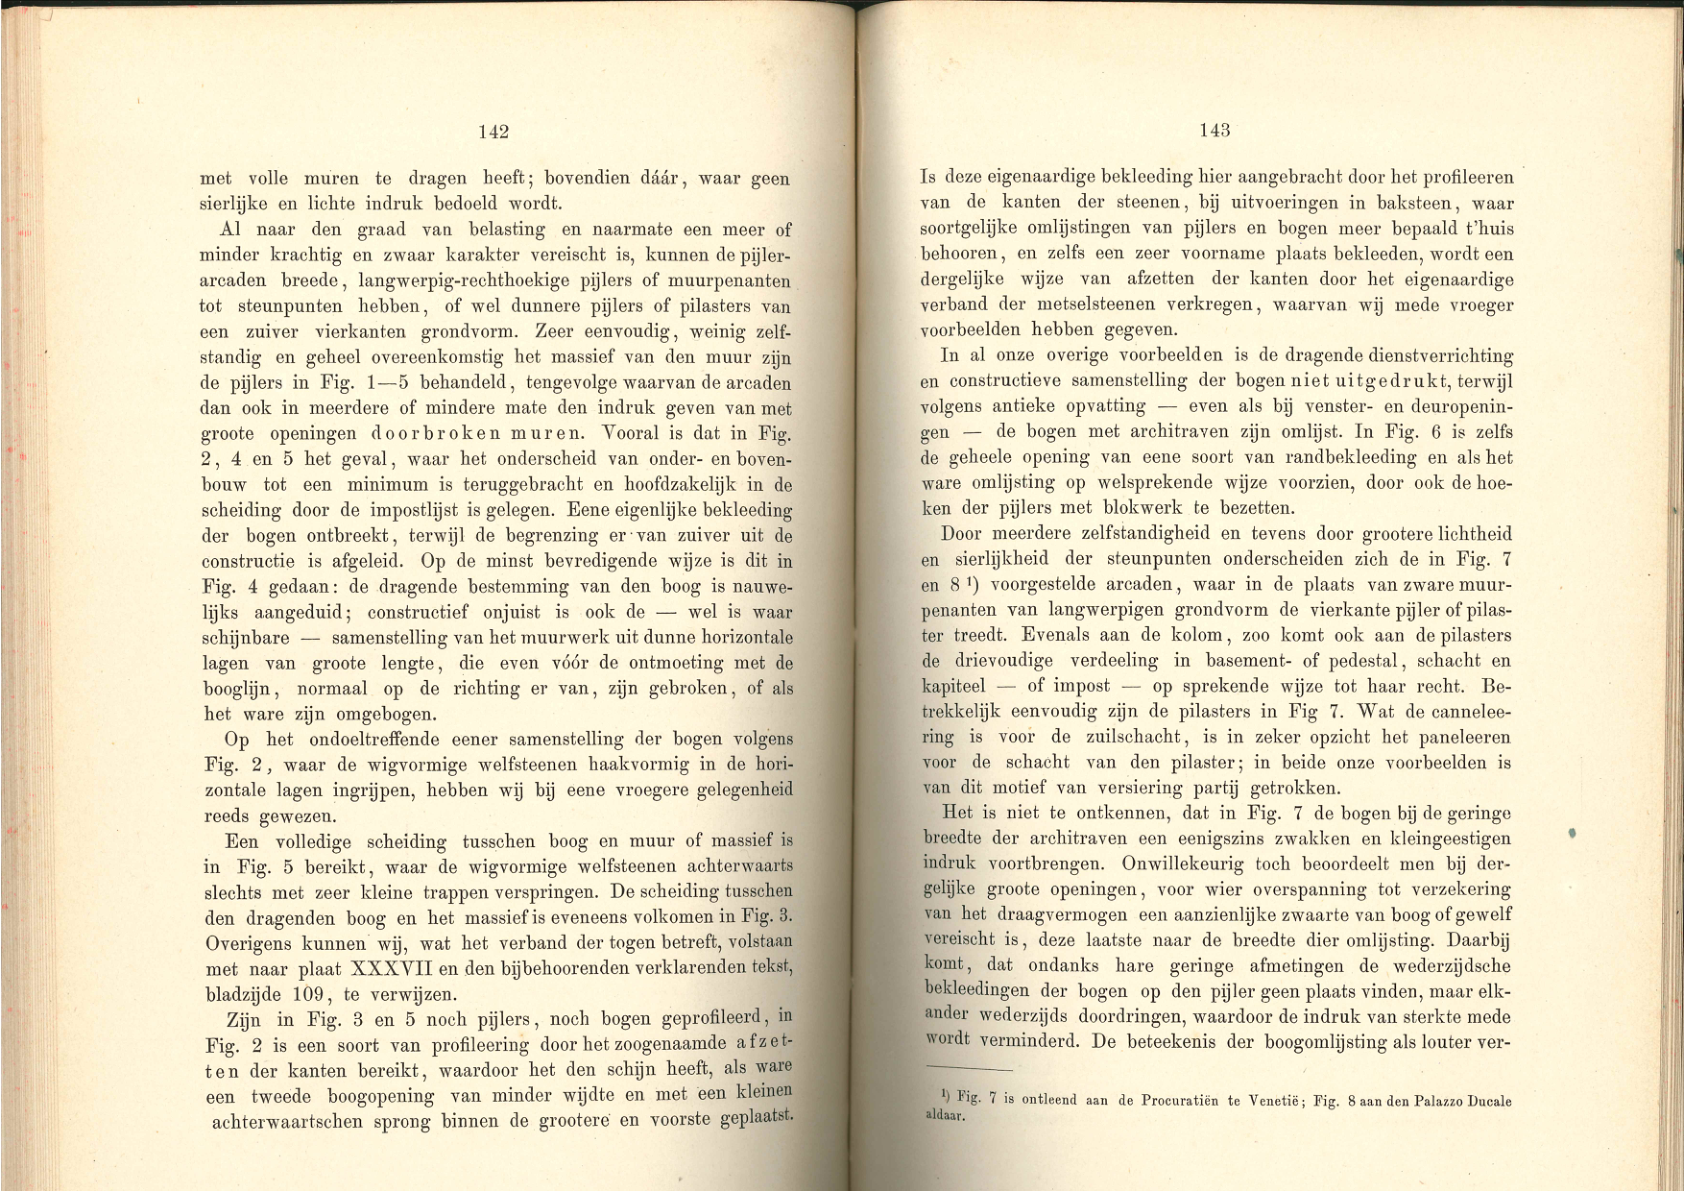 142
met volle muren te dragen heeft; bovendien dáár, waar geen
sierlijke en lichte indruk bedoeld wordt.
Al naar den graad van belasting en naarmate een meer of
minder krachtig en zwaar karakter vereischt is, kunnen de pijler-
arcaden breede, langwerpig-rechthoekige pijlers of muurpenanten
tot steunpunten hebben, of wel dunnere pijlers of pilasters van
een zuiver vierkanten grondvorm. Zeer eenvoudig, weinig zelf-
standig en geheel overeenkomstig het massief van den muur zijn
de pijlers in Fig. 1—5 behandeld, tengevolge waarvan de arcaden
dan ook in meerdere of mindere mate den indruk geven van met
groote openingen doorbroken muren. Vooral is dat in Fig.
2, 4 en 5 het geval, waar het onderscheid van onder- en boven-
bouw tot een minimum is teruggebracht en hoofdzakelijk in de
scheiding door de impostlijst is gelegen. Eene eigenlijke bekleeding
der bogen ontbreekt, terwijl de begrenzing er van zuiver uit de
constructie is afgeleid. Op de minst bevredigende wijze is dit in
Fig. 4 gedaan: de dragende bestemming van den boog is nauwe-
lijks aangeduid; constructief onjuist is ook de — wel is waar
schijnbare — samenstelling van het muurwerk uit dunne horizontale
lagen van groote lengte, die even vóór de ontmoeting met de
booglijn, normaal op de richting er van, zijn gebroken, of als
het ware zijn omgebogen.
Op het ondoeltreffende eener samenstelling der bogen volgens
Fig. 2, waar de wigvormige welfsteenen haakvormig in de hori-
zontale lagen ingrijpen, hebben wij bij eene vroegere gelegenheid
reeds gewezen.
Een volledige scheiding tusschen boog en muur of massief is
in Fig. 5 bereikt, waar de wigvormige welfsteenen achterwaarts
slechts met zeer kleine trappen verspringen. De scheiding tusschen
den dragenden boog en het massief is eveneens volkomen in Fig. 3.
Overigens kunnen wij, wat het verband der togen betreft, volstaan
met naar plaat XXXVII en den bijbehoorenden verklarenden tekst,
bladzijde 109, te verwijzen.
Zijn in Fig. 3 en 5 noch pijlers, noch bogen geprofileerd, in
Fig. 2 is een soort van profileering door het zoogenaamde afzet-
ten der kanten bereikt, waardoor het den schijn heeft, als ware
een tweede boogopening van minder wijdte en met een kleinen
achterwaartschen sprong binnen de grootere en voorste geplaatst.
143
Is deze eigenaardige bekleeding hier aangebracht door het profileeren
van de kanten der steenen, bij uitvoeringen in baksteen, waar
soortgelijke omlijstingen van pijlers en bogen meer bepaald t'huis
behooren, en zelfs een zeer voorname plaats bekleeden, wordt een
dergelijke wijze van afzetten der kanten door het eigenaardige
verband der metselsteenen verkregen, waarvan wij mede vroeger
voorbeelden hebben gegeven.
In al onze overige voorbeelden is de dragende dienstverrichting
en constructieve samenstelling der bogen niet uitgedrukt, terwijl
volgens antieke opvatting — even als bij venster- en deuropenin-
gen — de bogen met architraven zijn omlijst. In Fig. 6 is zelfs
de geheele opening van eene soort van randbekleeding en als het
ware omlijsting op welsprekende wijze voorzien, door ook de hoe-
ken der pijlers met blokwerk te bezetten.
Door meerdere zelfstandigheid en tevens door grootere lichtheid
en sierlijkheid der steunpunten onderscheiden zich de in Fig. 7
en 8 ¹) voorgestelde arcaden, waar in de plaats van zware muur-
penanten van langwerpigen grondvorm de vierkante pijler of pilas-
ter treedt. Evenals aan de kolom, zoo komt ook aan de pilasters
de drievoudige verdeeling in basement- of pedestal, schacht en
kapiteel — of impost — op sprekende wijze tot haar recht. Be-
trekkelijk eenvoudig zijn de pilasters in Fig 7. Wat de cannelee-
ring is voor de zuilschacht, is in zeker opzicht het paneleeren
voor de schacht van den pilaster; in beide onze voorbeelden is
van dit motief van versiering partij getrokken.
Het is niet te ontkennen, dat in Fig. 7 de bogen bij de geringe
breedte der architraven een eenigszins zwakken en kleingeestigen
indruk voortbrengen. Onwillekeurig toch beoordeelt men bij der-
gelijke groote openingen, voor wier overspanning tot verzekering
van het draagvermogen een aanzienlijke zwaarte van boog of gewelf
vereischt is, deze laatste naar de breedte dier omlijsting. Daarbij
komt, dat ondanks hare geringe afmetingen de wederzijdsche
bekleedingen der bogen op den pijler geen plaats vinden, maar elk-
ander wederzijds doordringen, waardoor de indruk van sterkte mede
wordt verminderd. De beteekenis der boogomlijsting als louter ver-
¹) Fig. 7 is ontleend aan de Procuratiën te Venetië; Fig. 8 aan den Palazzo Ducale
aldaar.